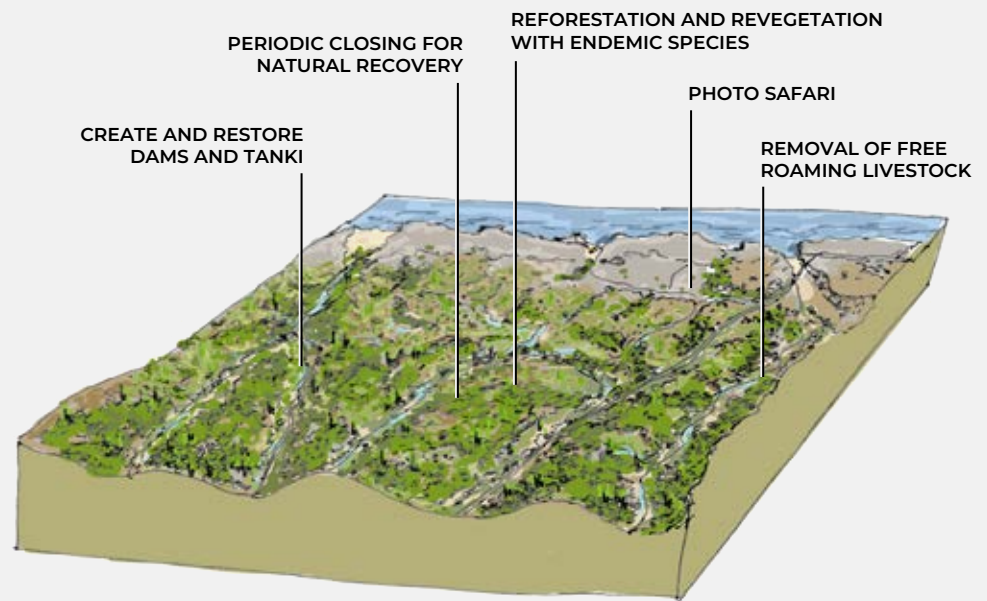 REFORESTATION AND REVEGETATION
WITH ENDEMIC SPECIES
PERIODIC CLOSING FOR
NATURAL RECOVERY
PHOTO SAFARI
CREATE AND RESTORE
DAMS AND TANKI
REMOVAL OF FREE
ROAMING LIVESTOCK